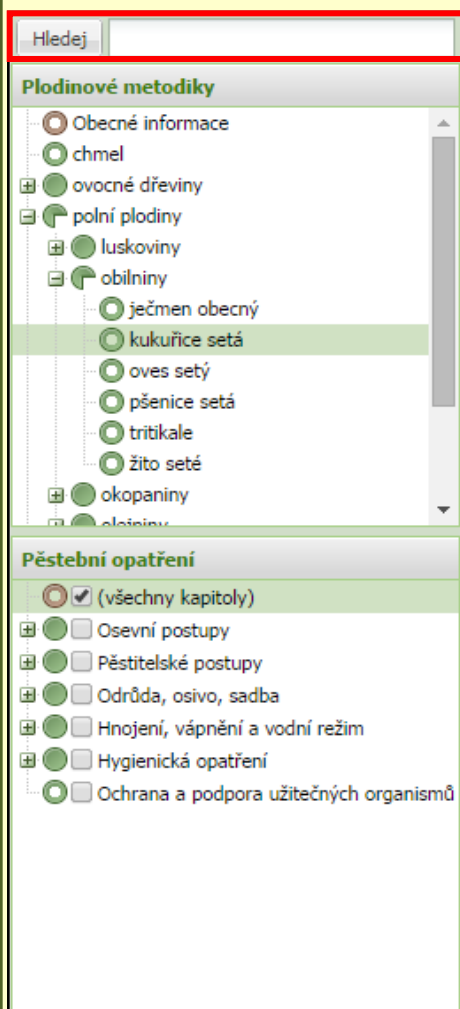 Hledej
Plodinové metodiky
Obecné informace
chmel
ovocné dřeviny
polní plodiny
luskoviny
obilniny
ječmen obecný
kukuřice setá
oves setý
pšenice setá
tritikale
žito seté
okopaniny
Pěstební opatření
(všechny kapitoly)
Osevní postupy
Pěstitelské postupy
Odrůda, osivo, sadba
Hnojení, vápnění a vodní režim
Hygienická opatření
Ochrana a podpora užitečných organismů